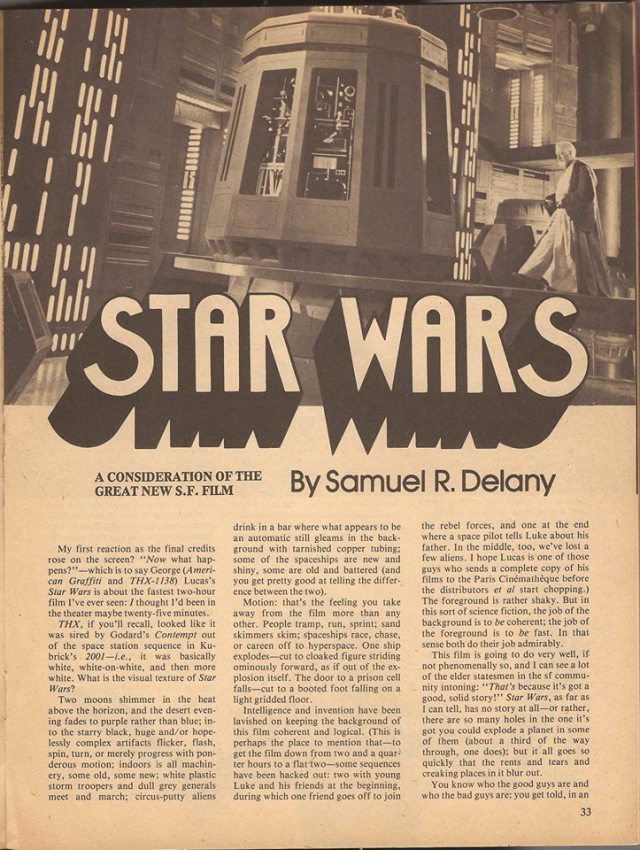 STAR WARS
A CONSIDERATION OF THE
GREAT NEW S.F. FILM
By Samuel R. Delany
My first reaction as the final credits
rose on the screen? "Now what hap-
pens?"—which is to say George (Ameri-
can Graffiti and THX-1138) Lucas's
Star Wars is about the fastest two-hour
film I've ever seen: I thought I'd been in
the theater maybe twenty-five minutes.
THX, if you'll recall, looked like it
was sired by Godard's Contempt out
of the space station sequence in Ku-
brick's 2001—i.e., it was basically
white, white-on-white, and then more
white. What is the visual texture of Star
Wars?
Two moons shimmer in the heat
above the horizon, and the desert even-
ing fades to purple rather than blue; in-
to the starry black, huge and/or hope-
lessly complex artifacts flicker, flash,
spin, turn, or merely progress with pon-
derous motion; indoors is all machin-
ery, some old, some new; white plastic
storm troopers and dull grey generals
meet and march; circus-putty aliens
drink in a bar where what appears to be
an automatic still gleams in the back-
ground with tarnished copper tubing;
some of the spaceships are new and
shiny, some are old and battered (and
you get pretty good at telling the differ-
ence between the two).
Motion: that's the feeling you take
away from the film more than any
other. People tramp, run, sprint; sand
skimmers skim; spaceships race, chase,
or careen off to hyperspace. One ship
explodes—cut to cloaked figure striding
ominously forward, as if out of the ex-
plosion itself. The door to a prison cell
falls—cut to a booted foot falling on a
light gridded floor.
Intelligence and invention have been
lavished on keeping the background of
this film coherent and logical. (This is
perhaps the place to mention that—to
get the film down from two and a quar-
ter hours to a flat two—some sequences
have been hacked out: two with young
Luke and his friends at the beginning,
during which one friend goes off to join
the rebel forces, and one at the end
where a space pilot tells Luke about his
father. In the middle, too, we've lost a
few aliens. I hope Lucas is one of those
guys who sends a complete copy of his
films to the Paris Cinémathêque before
the distributors et al start chopping.)
The foreground is rather shaky. But in
this sort of science fiction, the job of the
background is to be coherent; the job of
the foreground is to be fast. In that
sense both do their job admirably.
This film is going to do very well, if
not phenomenally so, and I can see a lot
of the elder statesmen in the sf commu-
nity intoning: "That's because it's got a
good, solid story!" Star Wars, as far as
I can tell, has no story at all—or rather,
there are so many holes in the one it's
got you could explode a planet in some
of them (about a third of the way
through, one does); but it all goes so
quickly that the rents and tears and
creaking places in it blur out.
You know who the good guys are and
who the bad guys are: you get told, in an
33